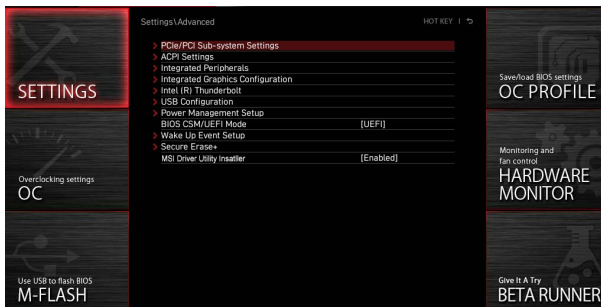 Settings\Advanced
HOT KEY |
> PCIe/PCI Sub-system Settings
> ACPI Settings
> Integrated Peripherals
> Integrated Graphics Configuration
> Intel (R) Thunderbolt
> USB Configuration
> Power Management Setup
BIOS CSM/UEFI Mode [UEFI]
> Wake Up Event Setup
> Secure Erase+
MSI Driver Utility Insatller [Enabled]
SETTINGS
Overclocking settings
OC
Use USB to flash BIOS
M-FLASH
Save/load BIOS settings
OC PROFILE
Monitoring and
fan control
HARDWARE
MONITOR
Give It A Try
BETA RUNNER